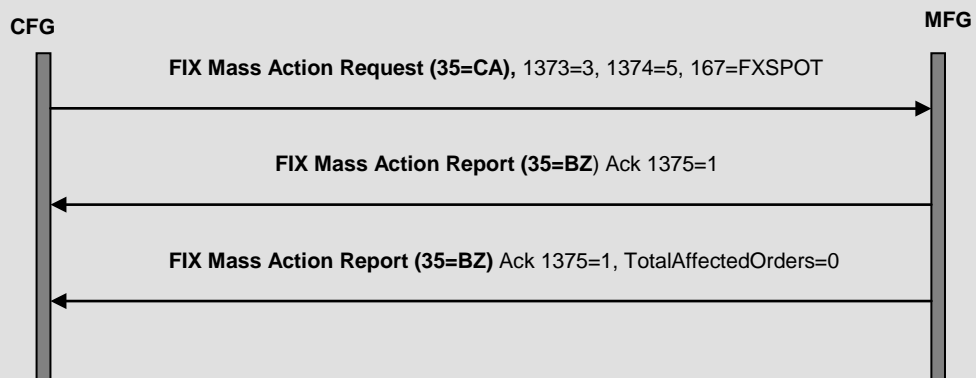 CFG
MFG
FIX Mass Action Request (35=CA), 1373=3, 1374=5, 167=FXSPOT
FIX Mass Action Report (35=BZ) Ack 1375=1
FIX Mass Action Report (35=BZ) Ack 1375=1, TotalAffectedOrders=0